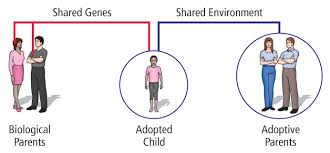 Shared Genes
Shared Environment
Biological
Parents
Adopted
Child
Adoptive
Parents